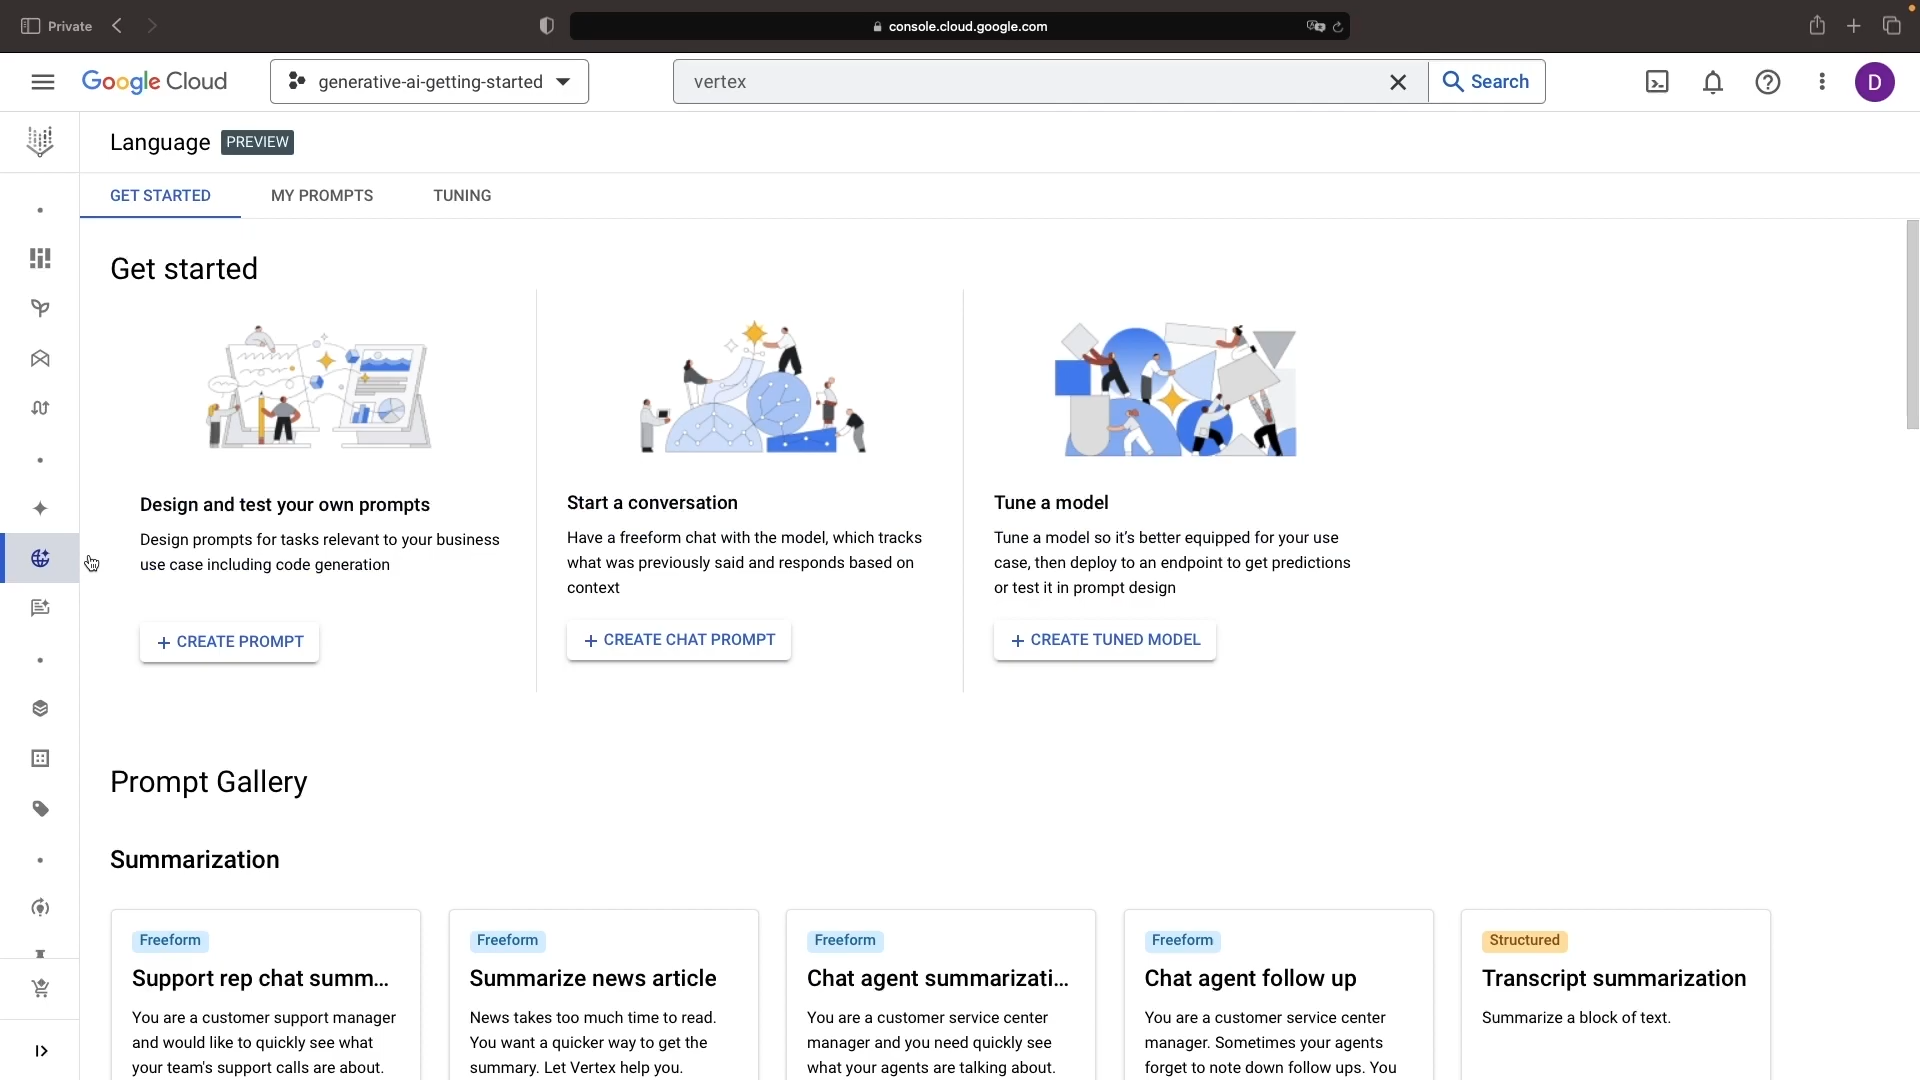 Private
console.cloud.google.com
Google Cloud
generative-ai-getting-started
vertex
Search
D
Language PREVIEW
GET STARTED
MY PROMPTS
TUNING
Get started
Design and test your own prompts
Design prompts for tasks relevant to your business
use case including code generation
+ CREATE PROMPT
Start a conversation
Have a freeform chat with the model, which tracks
what was previously said and responds based on
context
+ CREATE CHAT PROMPT
Tune a model
Tune a model so it’s better equipped for your use
case, then deploy to an endpoint to get predictions
or test it in prompt design
+ CREATE TUNED MODEL
Prompt Gallery
Summarization
Freeform
Support rep chat summ...
You are a customer support manager
and would like to quickly see what
your team's support calls are about.
Freeform
Summarize news article
News takes too much time to read.
You want a quicker way to get the
summary. Let Vertex help you.
Freeform
Chat agent summarizati...
You are a customer service center
manager and you need quickly see
what your agents are talking about.
Freeform
Chat agent follow up
You are a customer service center
manager. Sometimes your agents
forget to note down follow ups. You
Structured
Transcript summarization
Summarize a block of text.